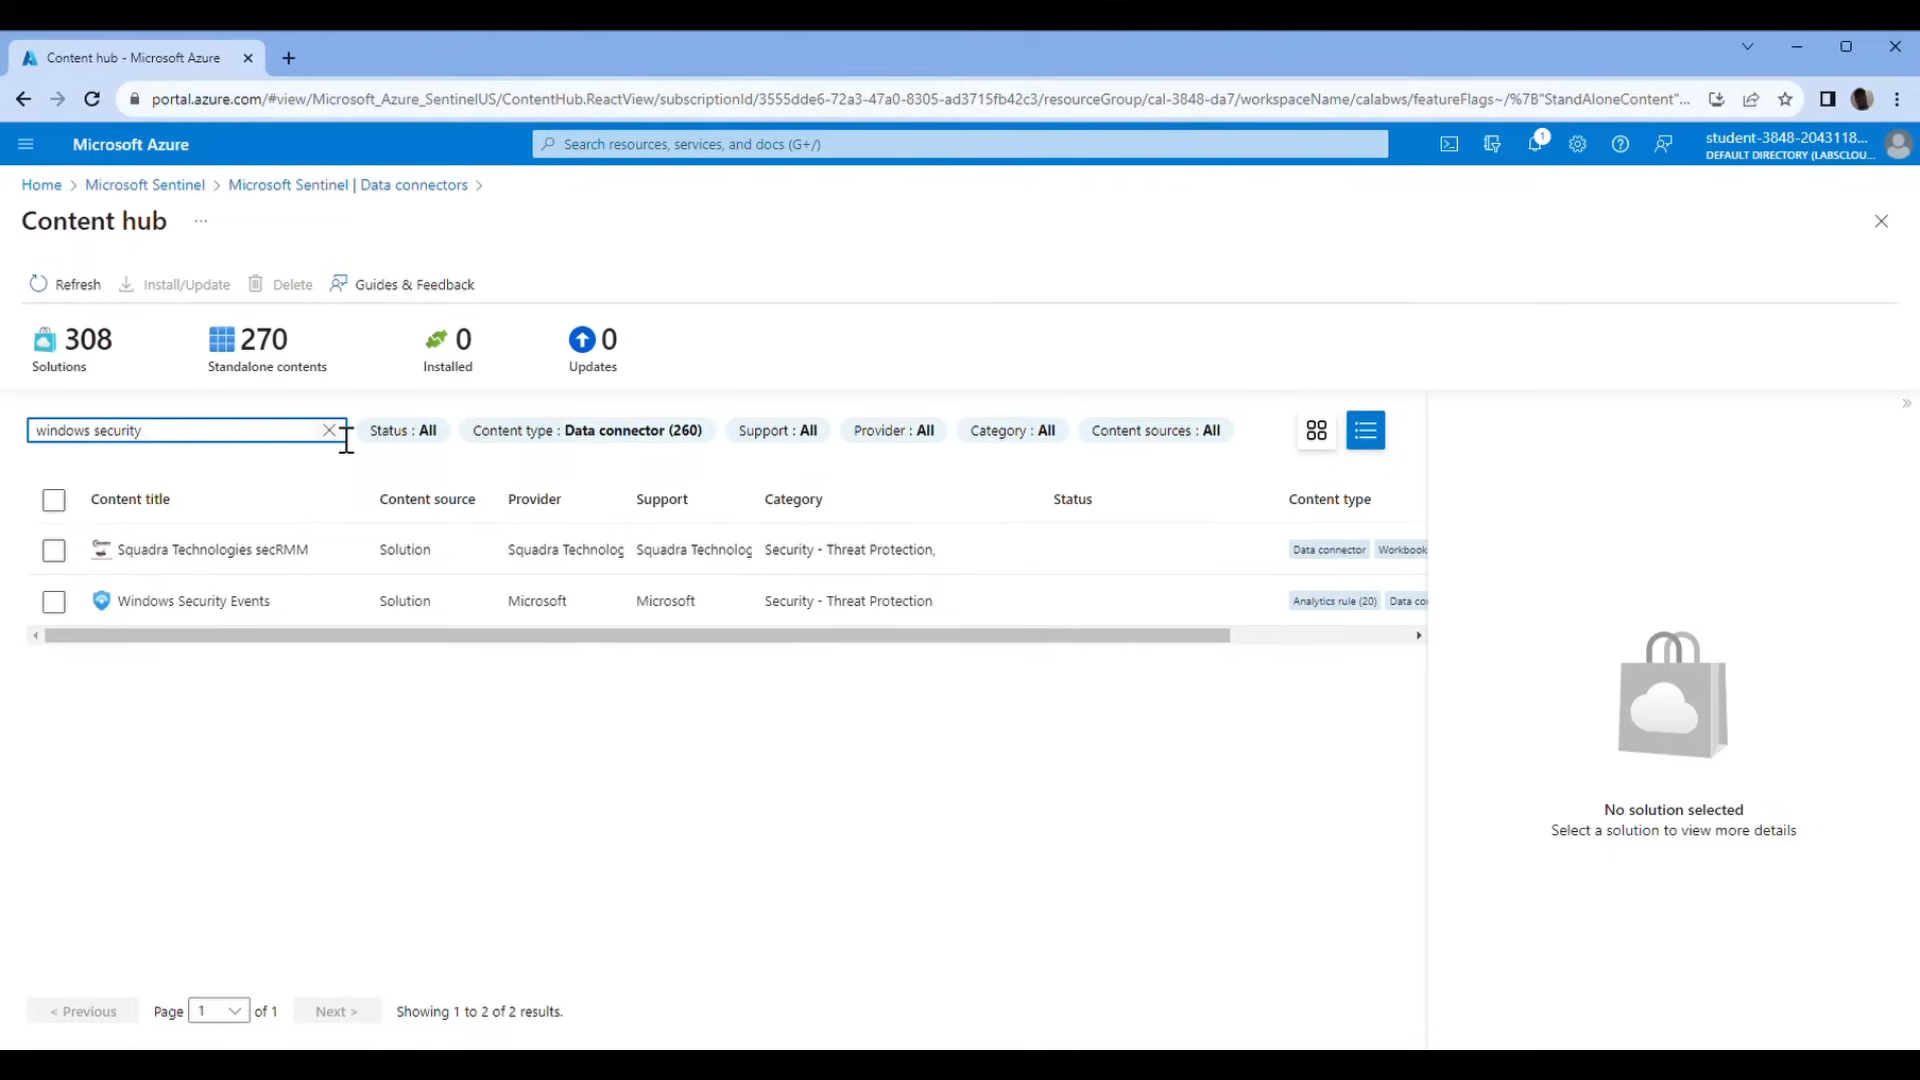 Content hub - Microsoft Azure
portal.azure.com/#view/Microsoft_Azure_SentinelUS/ContentHub.ReactView/subscriptionId/3555dde6-72a3-47a0-8305-ad3715fb42c3/resourceGroup/cal-3848-da7/workspaceName/calabws/featureFlags~/%7B"StandAloneContent"...
Microsoft Azure
Search resources, services, and docs (G+/)
1
student-3848-2043118...
DEFAULT DIRECTORY (LABSCLOU...
Home > Microsoft Sentinel > Microsoft Sentinel | Data connectors >
Content hub ...
Refresh Install/Update Delete Guides & Feedback
308 270 0 0
Solutions Standalone contents Installed Updates
windows security Status : All Content type : Data connector (260) Support : All Provider : All Category : All Content sources : All
Content title Content source Provider Support Category Status Content type
Squadra Technologies secRMM Solution Squadra Technolog Squadra Technolog Security - Threat Protection, Data connector Workbook
Windows Security Events Solution Microsoft Microsoft Security - Threat Protection Analytics rule (20) Data co
No solution selected
Select a solution to view more details
< Previous Page 1 of 1 Next > Showing 1 to 2 of 2 results.